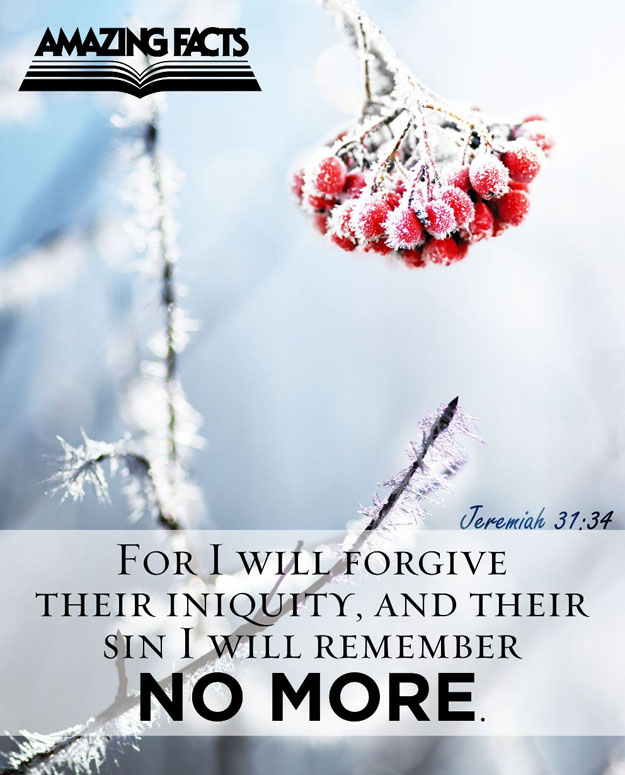 AMAZING FACTS
Jeremiah 31:34
FOR I WILL FORGIVE
THEIR INIQUITY, AND THEIR
SIN I WILL REMEMBER
NO MORE.